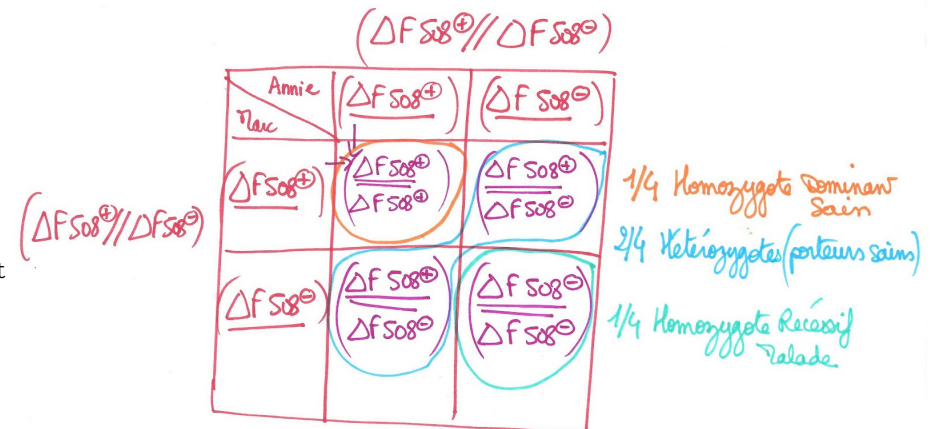 (ΔF508⊕//ΔF508⊖)
Annie
Marc
(ΔF508⊕)
(ΔF508⊖)
(ΔF508⊕//ΔF508⊖)
(ΔF508⊕)
(ΔF508⊕
ΔF508⊕)
(ΔF508⊕
ΔF508⊖)
1/4 Homozygote Dominant
Sain
2/4 Hétérozygotes (porteurs sains)
t
(ΔF508⊖)
(ΔF508⊕
ΔF508⊖)
(ΔF508⊖
ΔF508⊖)
1/4 Homozygote Récessif
Malade